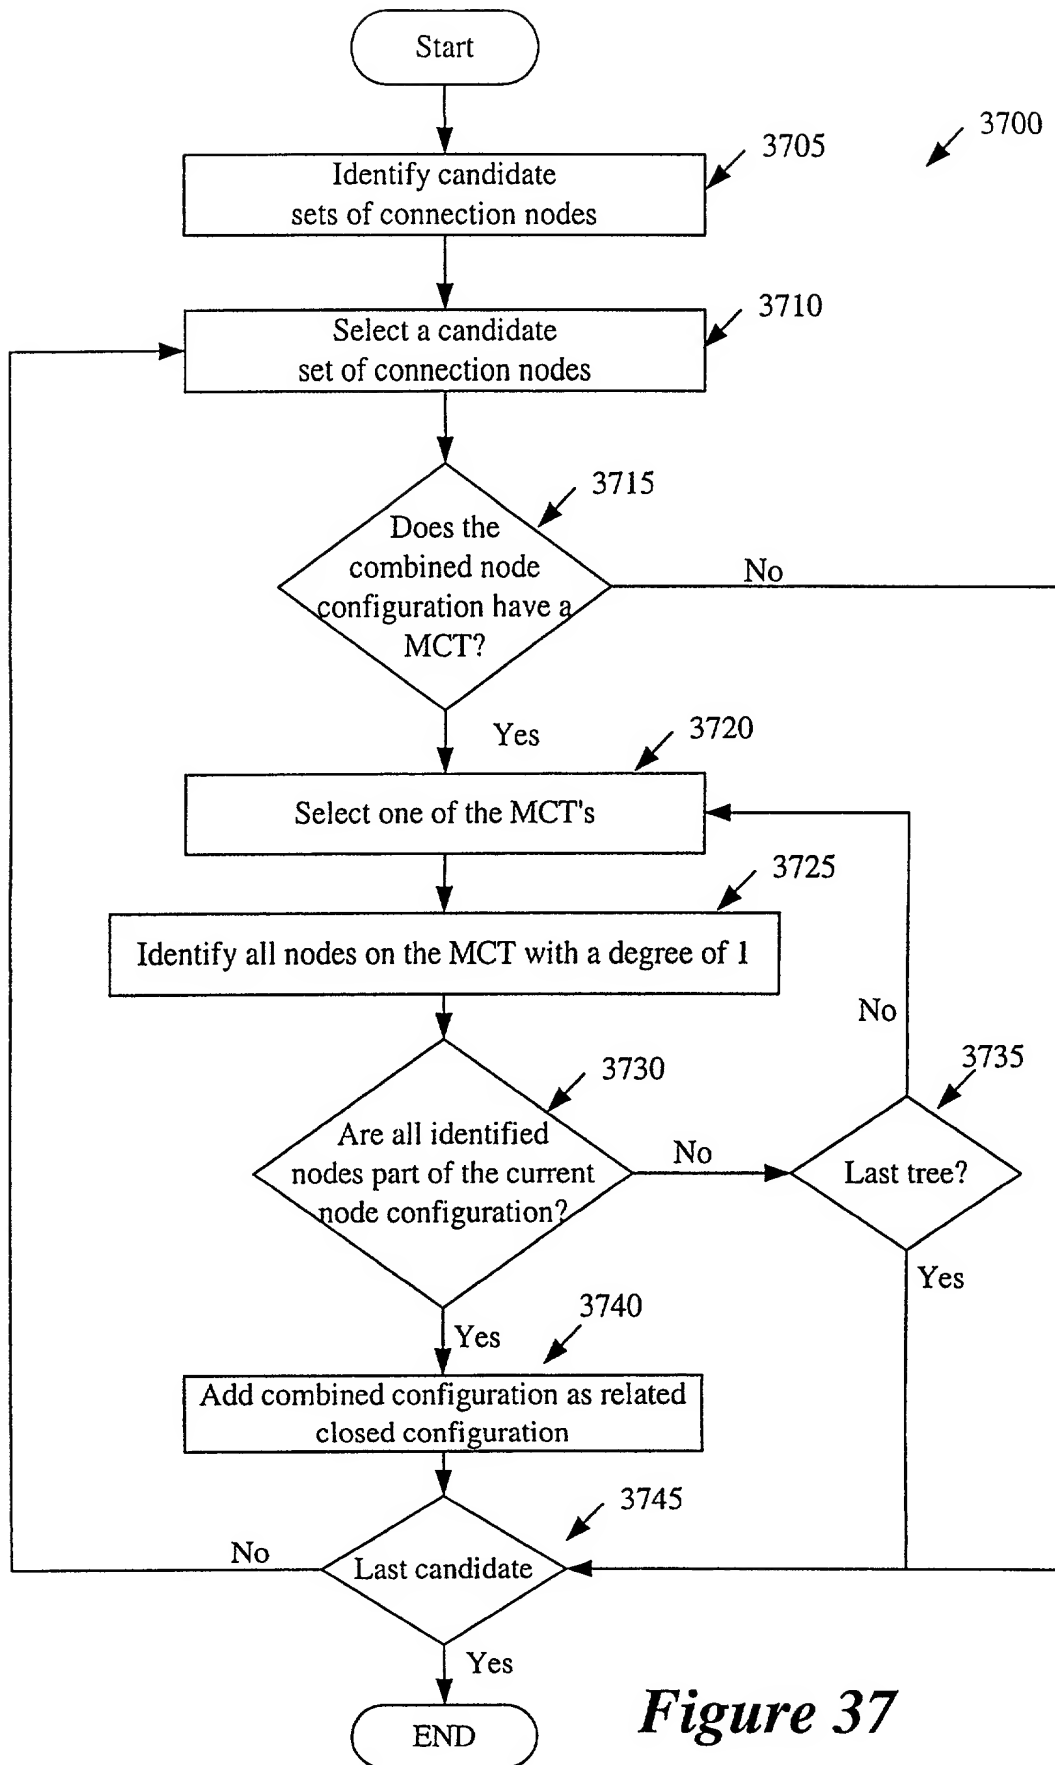 Start
3700
3705
Identify candidate
sets of connection nodes
3710
Select a candidate
set of connection nodes
3715
Does the
combined node
configuration have a
MCT?
No
Yes
3720
Select one of the MCT's
3725
Identify all nodes on the MCT with a degree of 1
No
3730
3735
Are all identified
nodes part of the current
node configuration?
No
Last tree?
Yes
3740
Yes
Add combined configuration as related
closed configuration
3745
No
Last candidate
Yes
END
Figure 37